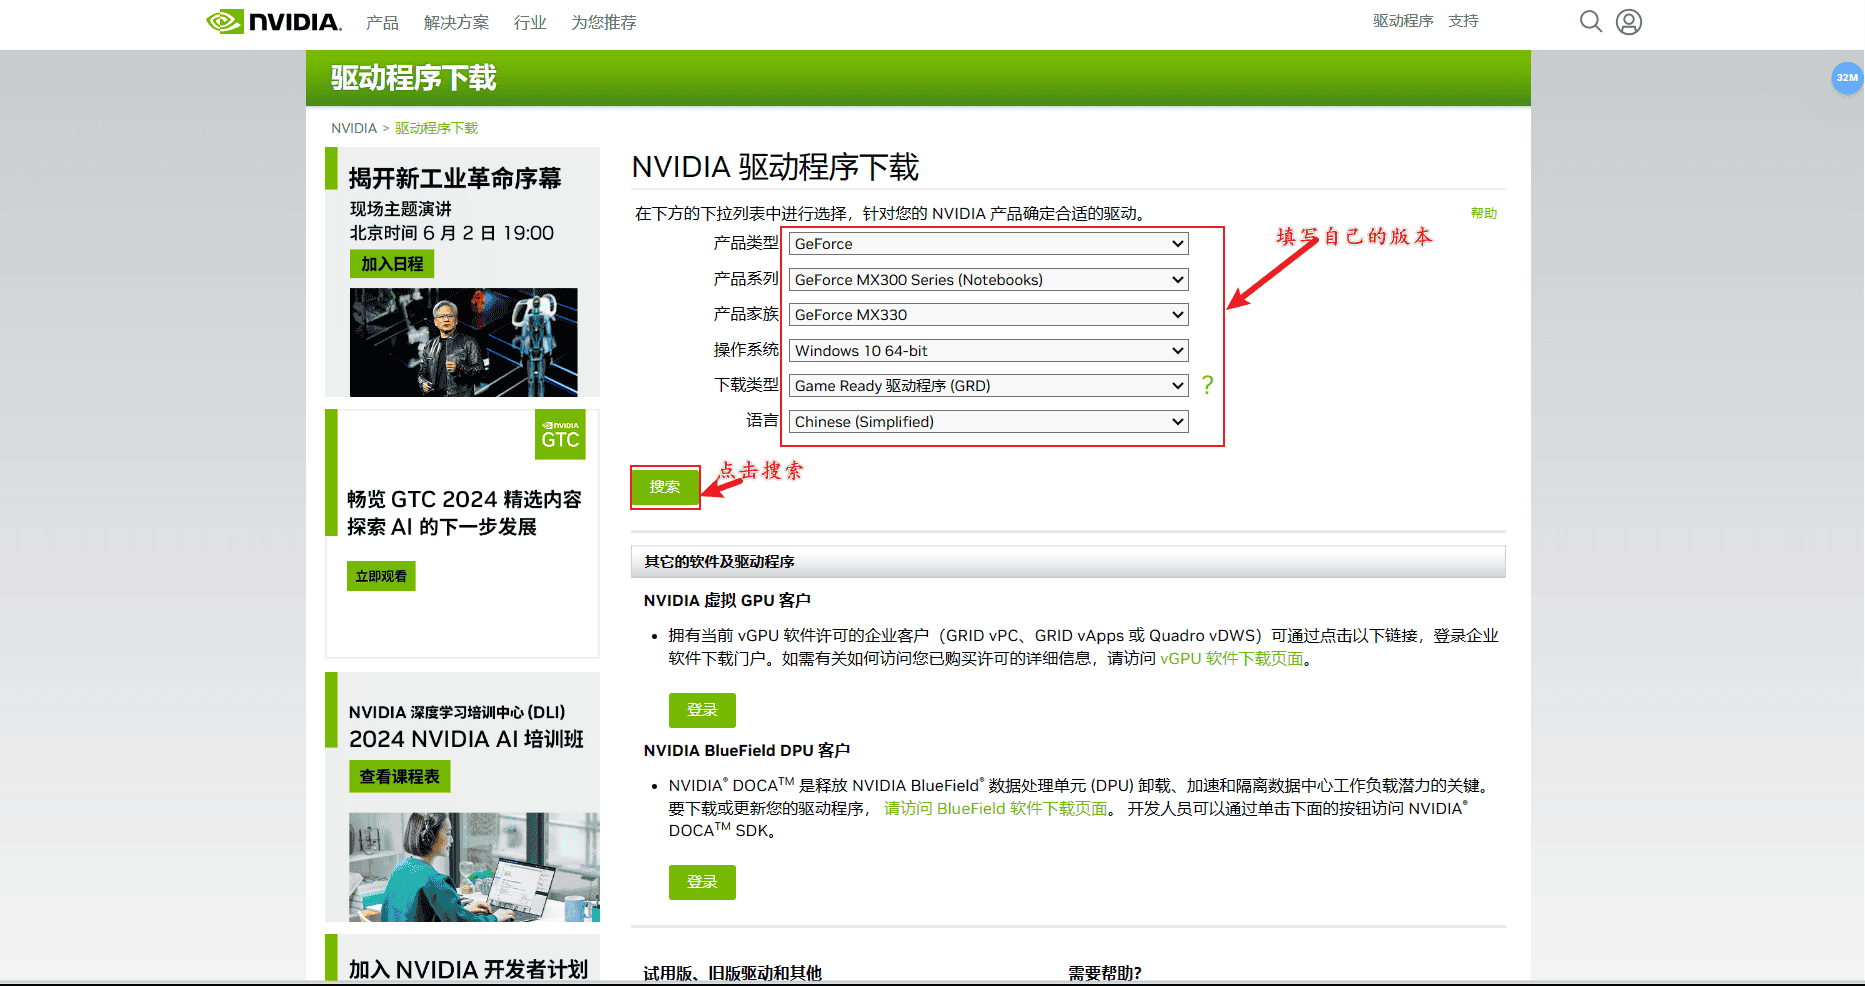 NVIDIA.
产品 解决方案 行业 为您推荐
驱动程序 支持
驱动程序下载
32M
NVIDIA > 驱动程序下载
揭开新工业革命序幕
现场主题演讲
北京时间 6 月 2 日 19:00
加入日程
NVIDIA
GTC
畅览 GTC 2024 精选内容
探索 AI 的下一步发展
立即观看
NVIDIA 深度学习培训中心 (DLI)
2024 NVIDIA AI 培训班
查看课程表
加入 NVIDIA 开发者计划
NVIDIA 驱动程序下载
在下方的下拉列表中进行选择，针对您的 NVIDIA 产品确定合适的驱动。
帮助
产品类型 GeForce
填写自己的版本
产品系列 GeForce MX300 Series (Notebooks)
产品家族 GeForce MX330
操作系统 Windows 10 64-bit
下载类型 Game Ready 驱动程序 (GRD) ?
语言 Chinese (Simplified)
点击搜索
搜索
其它的软件及驱动程序
NVIDIA 虚拟 GPU 客户
• 拥有当前 vGPU 软件许可的企业客户（GRID vPC、GRID vApps 或 Quadro vDWS）可通过点击以下链接，登录企业
软件下载门户。如需有关如何访问您已购买许可的详细信息，请访问 vGPU 软件下载页面。
登录
NVIDIA BlueField DPU 客户
• NVIDIA® DOCA™ 是释放 NVIDIA BlueField® 数据处理单元 (DPU) 卸载、加速和隔离数据中心工作负载潜力的关键。
要下载或更新您的驱动程序， 请访问 BlueField 软件下载页面。 开发人员可以通过单击下面的按钮访问 NVIDIA®
DOCA™ SDK。
登录
试用版、旧版驱动和其他
需要帮助?